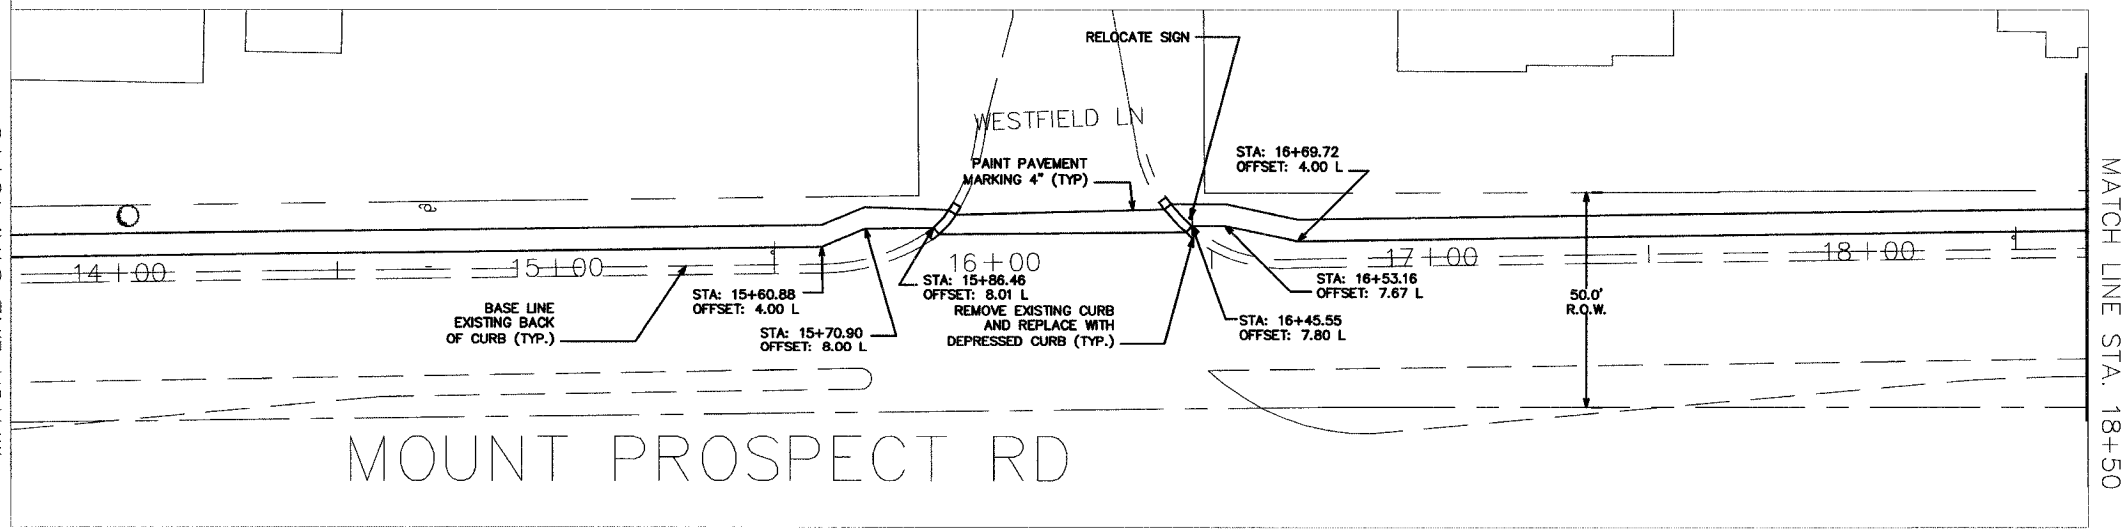 RELOCATE SIGN
WESTFIELD LN
PAINT PAVEMENT
MARKING 4" (TYP)
STA: 16+69.72
OFFSET: 4.00 L
14+00
15+00
16+00
17+00
18+00
BASE LINE
EXISTING BACK
OF CURB (TYP.)
STA: 15+60.88
OFFSET: 4.00 L
STA: 15+70.90
OFFSET: 8.00 L
STA: 15+86.46
OFFSET: 8.01 L
REMOVE EXISTING CURB
AND REPLACE WITH
DEPRESSED CURB (TYP.)
STA: 16+53.16
OFFSET: 7.67 L
STA: 16+45.55
OFFSET: 7.80 L
50.0'
R.O.W.
MOUNT PROSPECT RD
MATCH LINE STA. 18+50